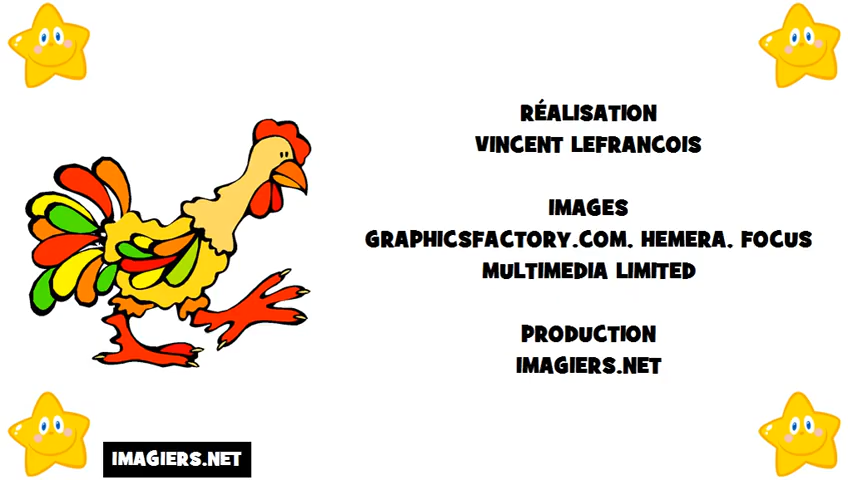 RÉALISATION
VINCENT LEFRANCOIS
IMAGES
GRAPHICSFACTORY.COM, HEMERA, FOCUS
MULTIMEDIA LIMITED
PRODUCTION
IMAGIERS.NET
IMAGIERS.NET